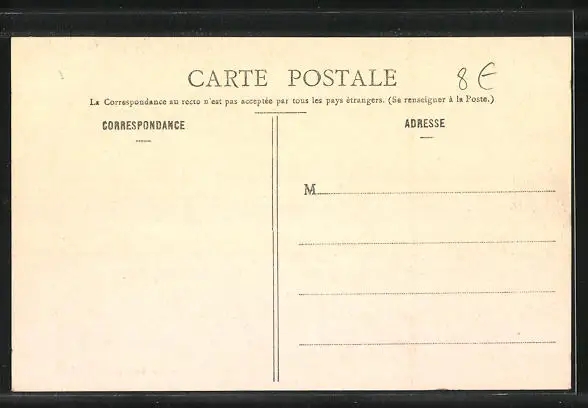 CARTE POSTALE 8€
La Correspondance au recto n'est pas acceptée par tous les pays étrangers. (Se renseigner à la Poste.)
CORRESPONDANCE
ADRESSE
M